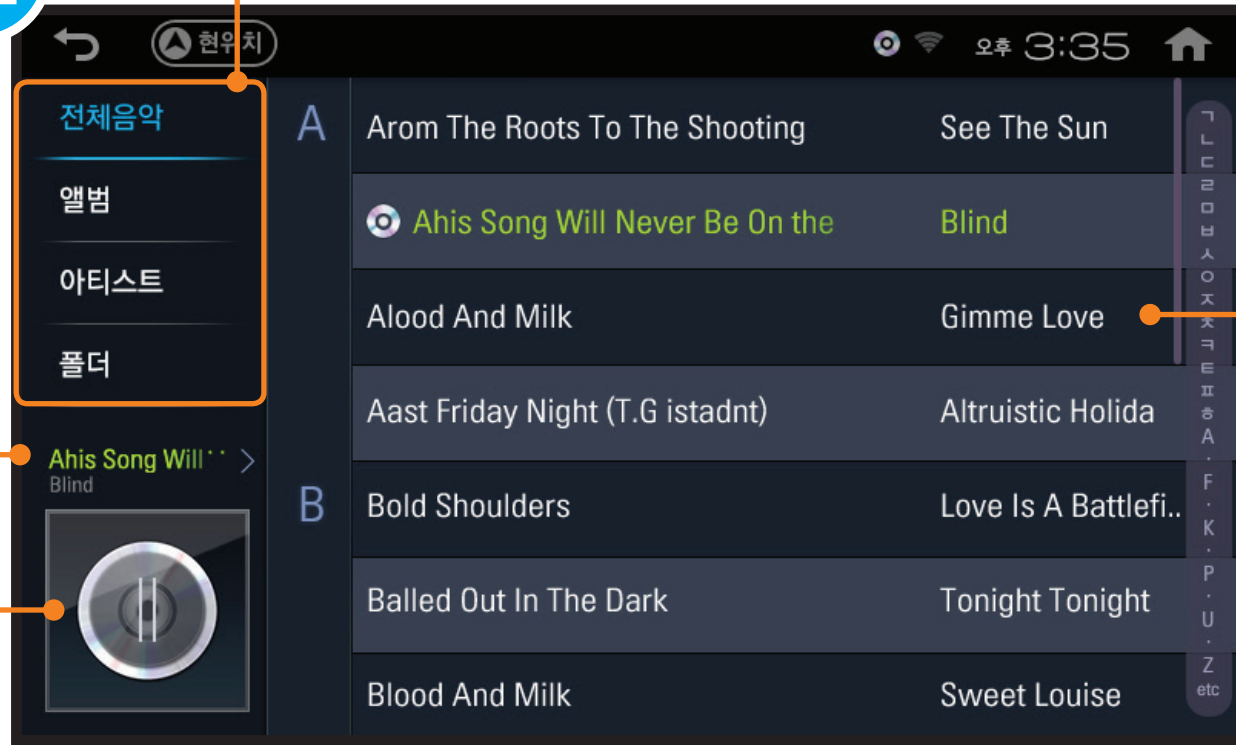 현위치
오후 3:35
전체음악
앨범
아티스트
폴더
Ahis Song Will··
Blind
A
Arom The Roots To The Shooting See The Sun
Ahis Song Will Never Be On the Blind
Alood And Milk Gimme Love
Aast Friday Night (T.G istadnt) Altruistic Holida
B
Bold Shoulders Love Is A Battlefi..
Balled Out In The Dark Tonight Tonight
Blood And Milk Sweet Louise
ㄱ
ㄴ
ㄷ
ㄹ
ㅁ
ㅂ
ㅅ
ㅇ
ㅈ
ㅊ
ㅋ
ㅌ
ㅍ
ㅎ
A
·
F
·
K
·
P
·
U
·
Z
etc